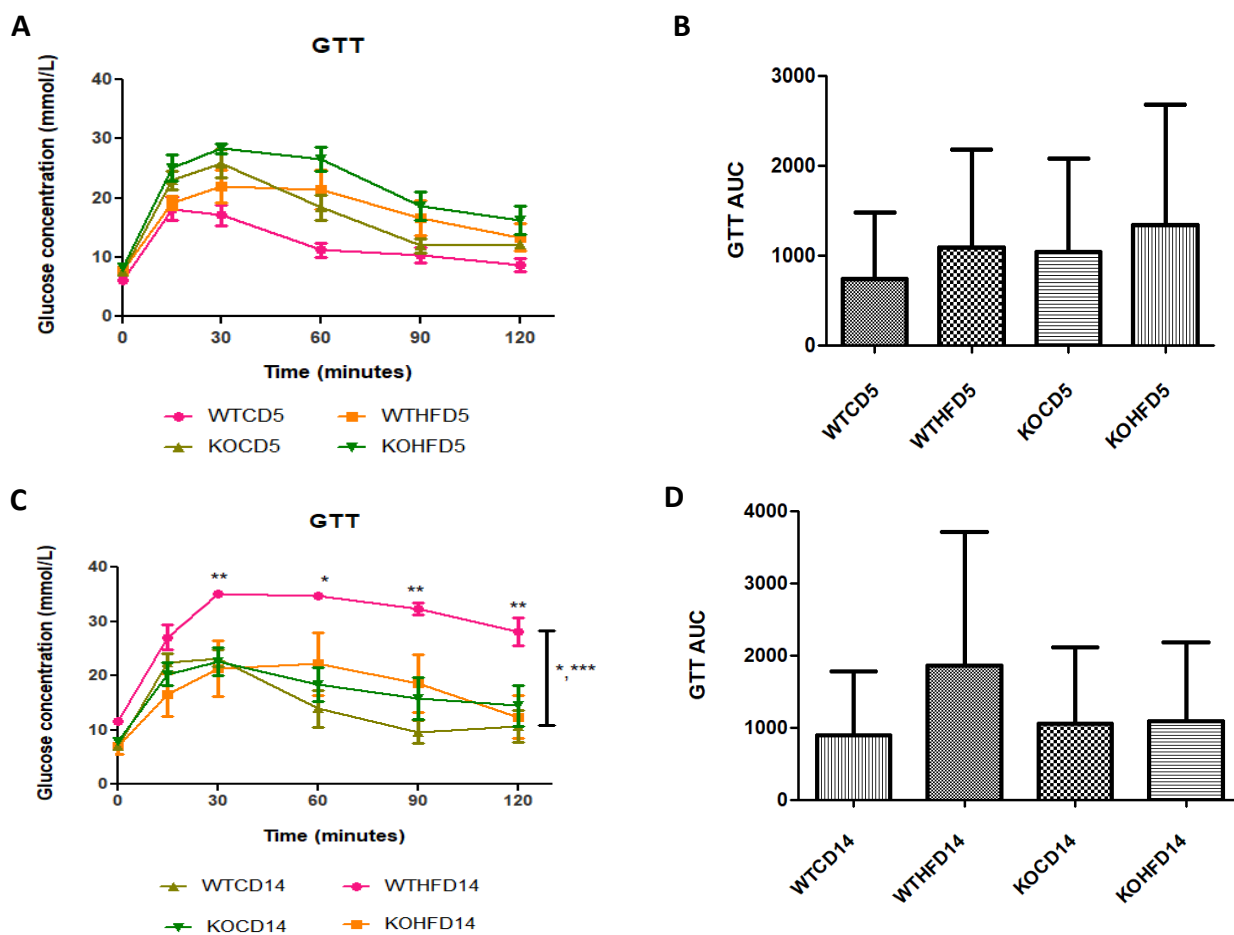 A
GTT
Glucose concentration (mmol/L)
40
30
20
10
0
0 30 60 90 120
Time (minutes)
WTCD5 WTHFD5
KOCD5 KOHFD5
B
GTT AUC
3000
2000
1000
0
WTCD5 WTHFD5 KOCD5 KOHFD5
C
GTT
Glucose concentration (mmol/L)
40
30
20
10
0
** * ** **
*,***
0 30 60 90 120
Time (minutes)
WTCD14 WTHFD14
KOCD14 KOHFD14
D
GTT AUC
4000
3000
2000
1000
0
WTCD14 WTHFD14 KOCD14 KOHFD14